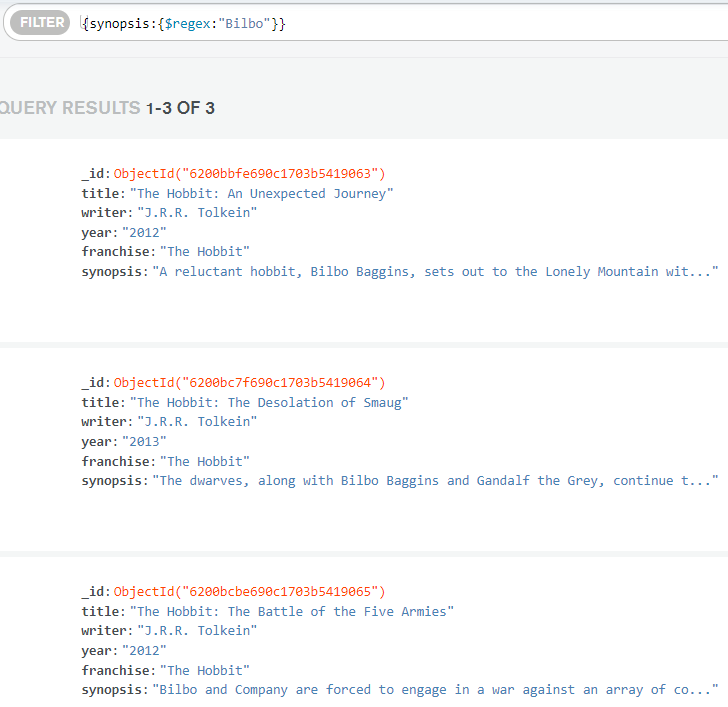 FILTER {synopsis:{$regex:"Bilbo"}}
QUERY RESULTS 1-3 OF 3
_id: ObjectId("6200bbfe690c1703b5419063")
title: "The Hobbit: An Unexpected Journey"
writer: "J.R.R. Tolkein"
year: "2012"
franchise: "The Hobbit"
synopsis: "A reluctant hobbit, Bilbo Baggins, sets out to the Lonely Mountain wit..."
_id: ObjectId("6200bc7f690c1703b5419064")
title: "The Hobbit: The Desolation of Smaug"
writer: "J.R.R. Tolkein"
year: "2013"
franchise: "The Hobbit"
synopsis: "The dwarves, along with Bilbo Baggins and Gandalf the Grey, continue t..."
_id: ObjectId("6200bcbe690c1703b5419065")
title: "The Hobbit: The Battle of the Five Armies"
writer: "J.R.R. Tolkein"
year: "2012"
franchise: "The Hobbit"
synopsis: "Bilbo and Company are forced to engage in a war against an array of co..."